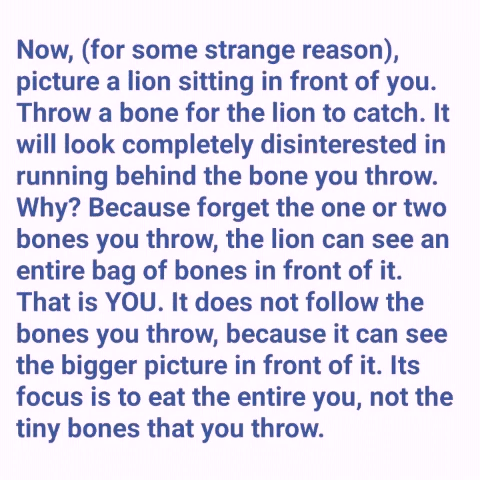 Now, (for some strange reason),
picture a lion sitting in front of you.
Throw a bone for the lion to catch. It
will look completely disinterested in
running behind the bone you throw.
Why? Because forget the one or two
bones you throw, the lion can see an
entire bag of bones in front of it.
That is YOU. It does not follow the
bones you throw, because it can see
the bigger picture in front of it. Its
focus is to eat the entire you, not the
tiny bones that you throw.